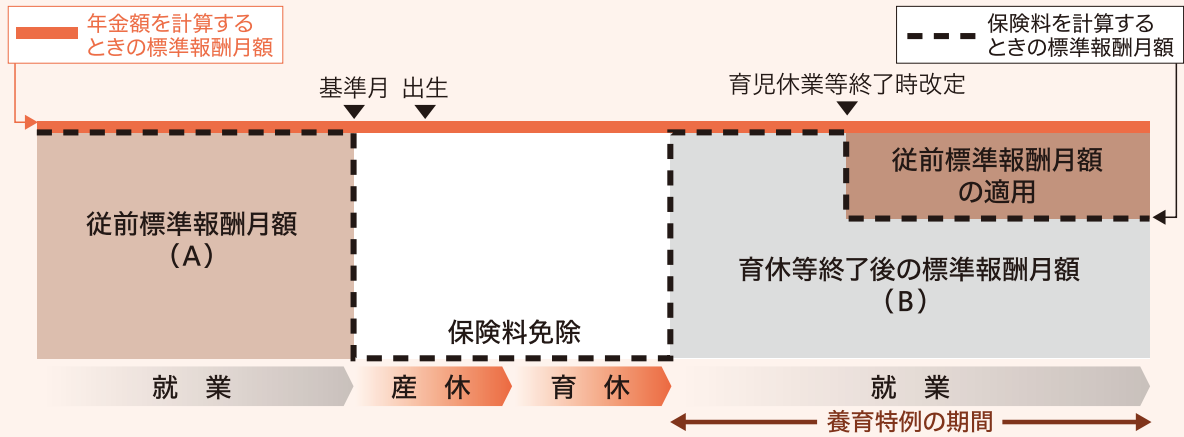 年金額を計算する
ときの標準報酬月額
保険料を計算する
ときの標準報酬月額
基準月 出生
育児休業等終了時改定
従前標準報酬月額
（A）
従前標準報酬月額
の適用
育休等終了後の標準報酬月額
（B）
保険料免除
就 業
産 休
育 休
就 業
養育特例の期間